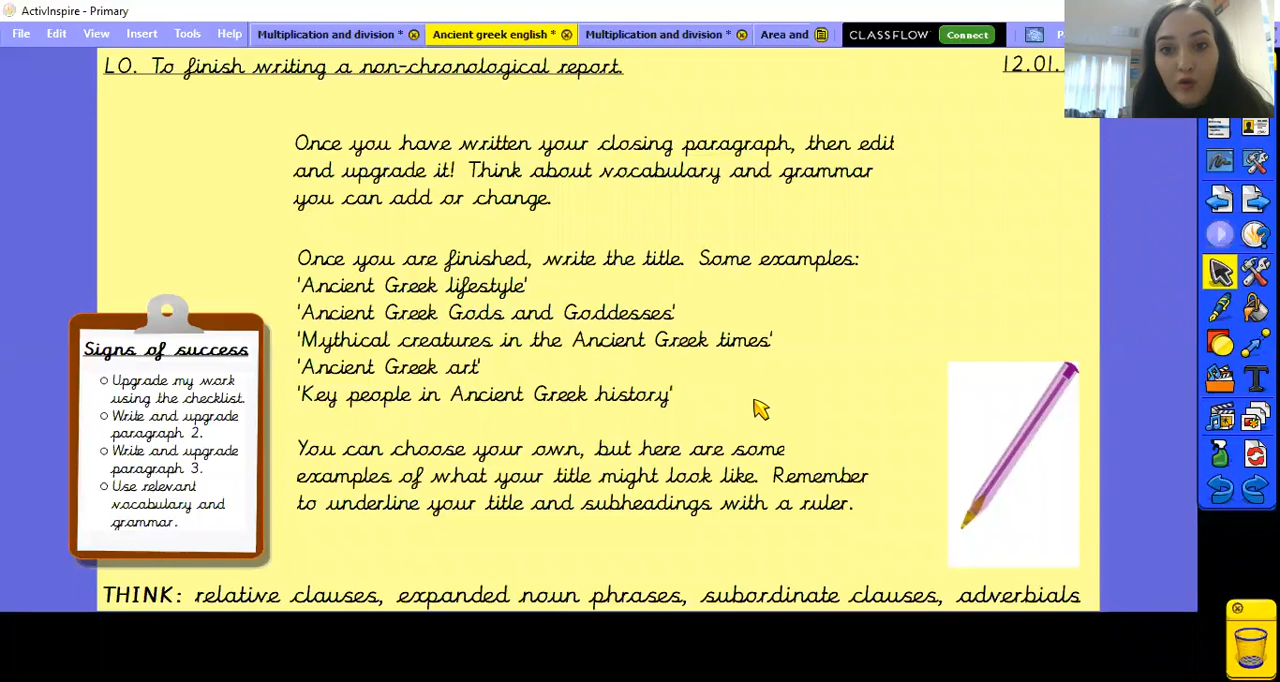 ActivInspire - Primary
File Edit View Insert Tools Help
Multiplication and division * Ancient greek english * Multiplication and division * Area and CLASSFLOW Connect
LO. To finish writing a non-chronological report. 12.01.
Once you have written your closing paragraph, then edit
and upgrade it! Think about vocabulary and grammar
you can add or change.
Once you are finished, write the title. Some examples:
'Ancient Greek lifestyle'
'Ancient Greek Gods and Goddesses'
'Mythical creatures in the Ancient Greek times'
'Ancient Greek art'
'Key people in Ancient Greek history'
You can choose your own, but here are some
examples of what your title might look like. Remember
to underline your title and subheadings with a ruler.
Signs of success
Upgrade my work
using the checklist.
Write and upgrade
paragraph 2.
Write and upgrade
paragraph 3.
Use relevant
vocabulary and
grammar.
THINK: relative clauses, expanded noun phrases, subordinate clauses, adverbials